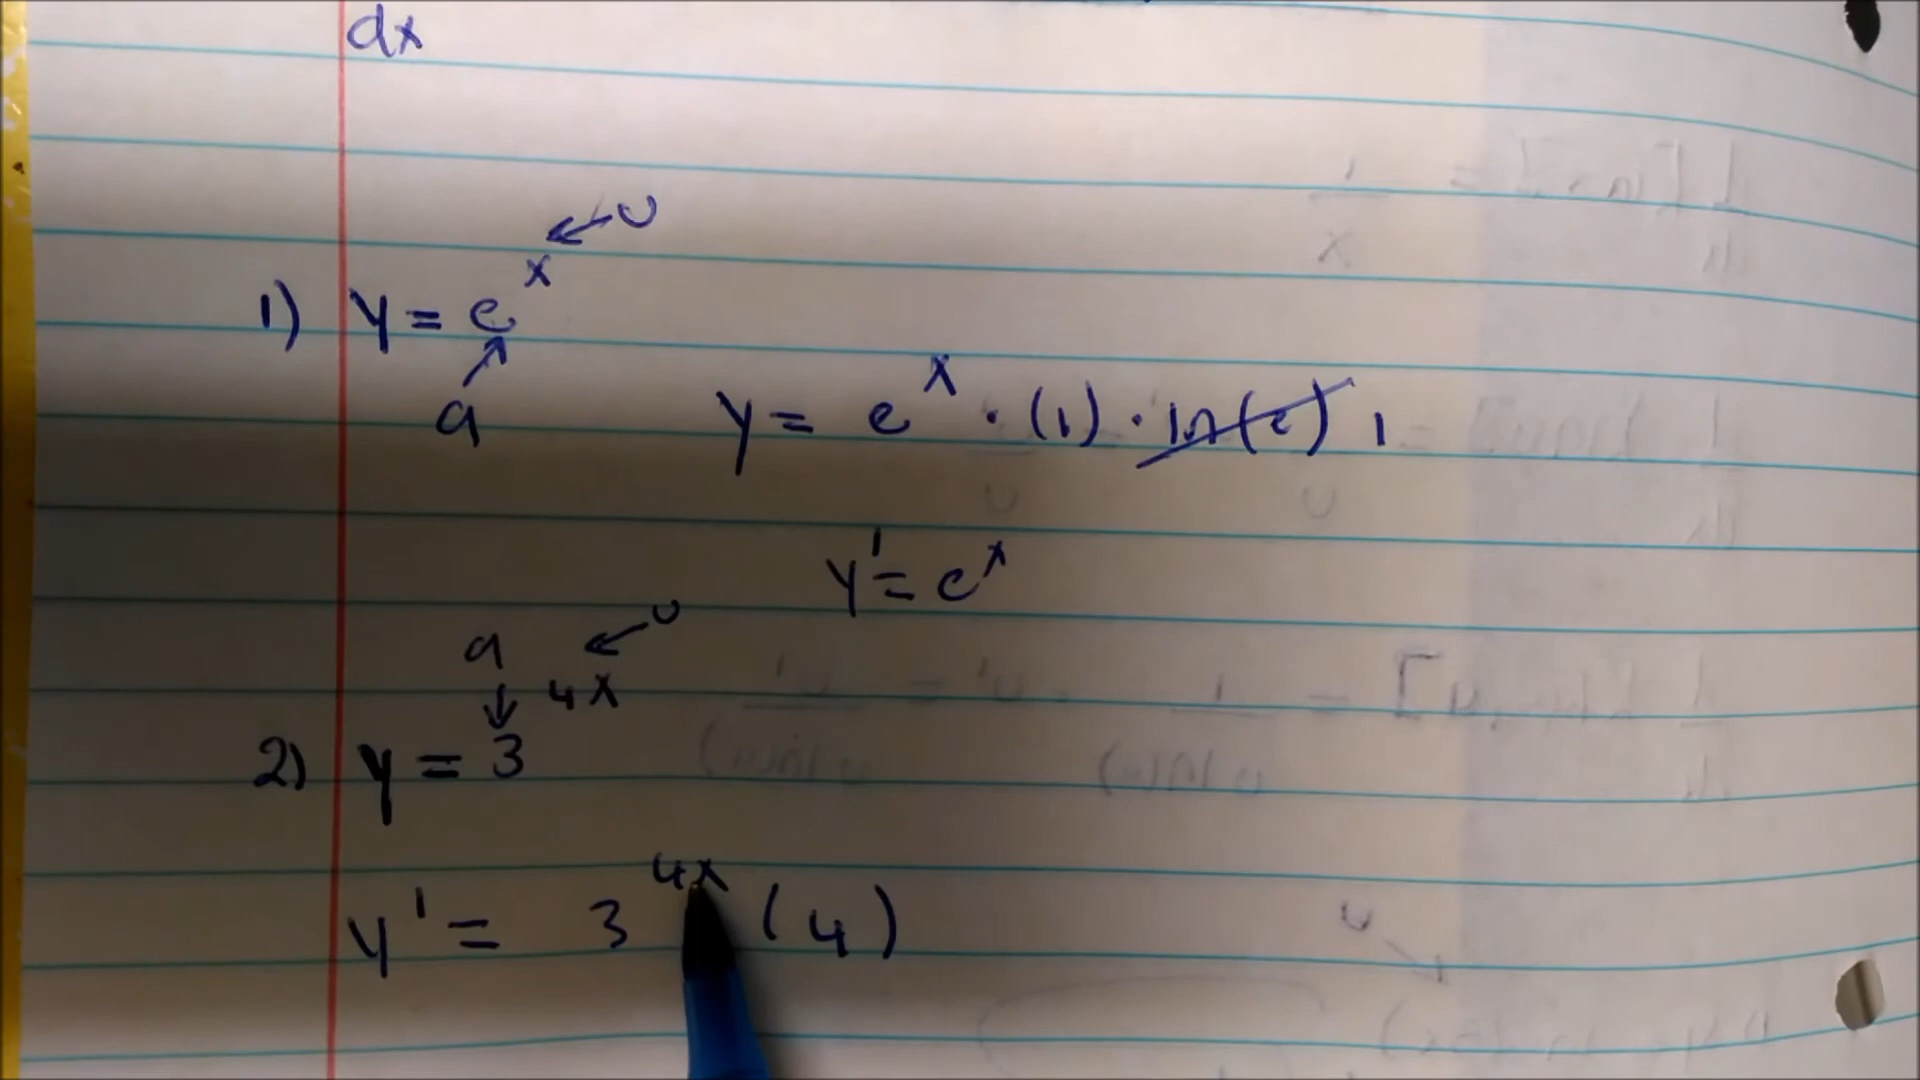 dx
x ← u
1) y = e
↗
a
y = e^x · (1) · ln(e) 1
y' = e^x
a ← u
↓ 4x
2) y = 3
y' = 3^4x (4)